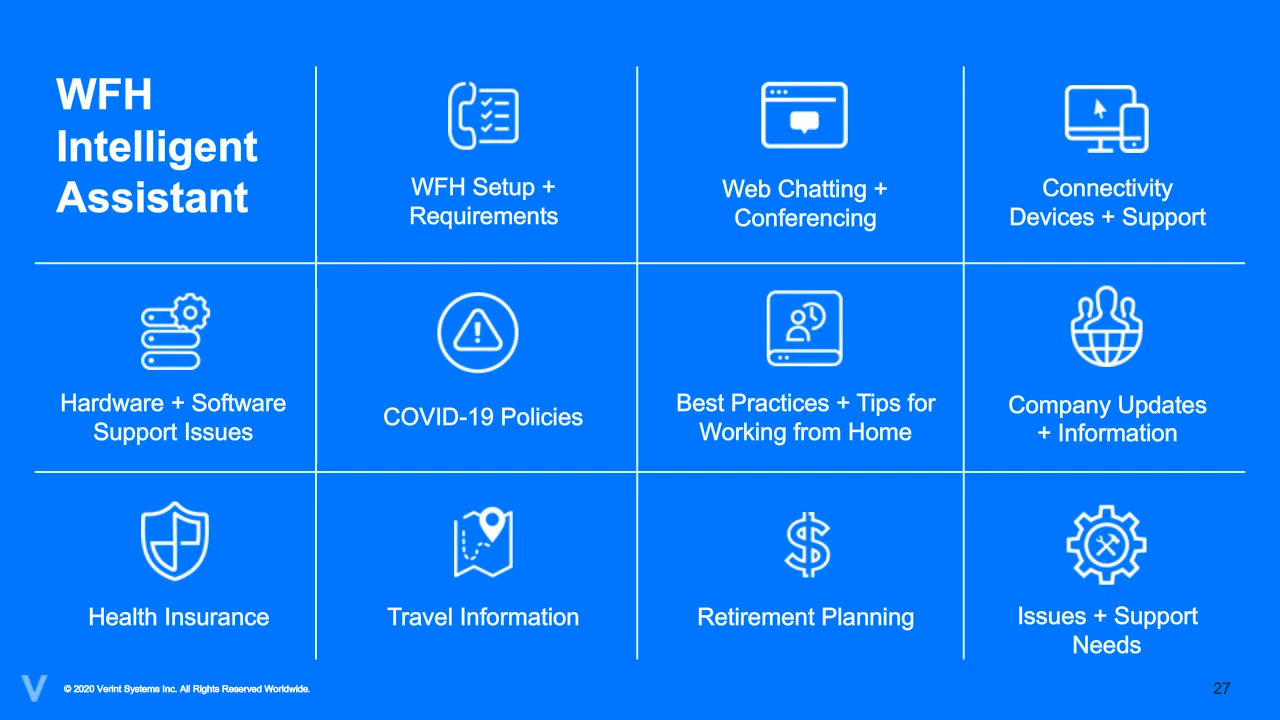 WFH
Intelligent
Assistant
WFH Setup +
Requirements
Web Chatting +
Conferencing
Connectivity
Devices + Support
Hardware + Software
Support Issues
COVID-19 Policies
Best Practices + Tips for
Working from Home
Company Updates
+ Information
Health Insurance
Travel Information
Retirement Planning
Issues + Support
Needs
© 2020 Verint Systems Inc. All Rights Reserved Worldwide.
27